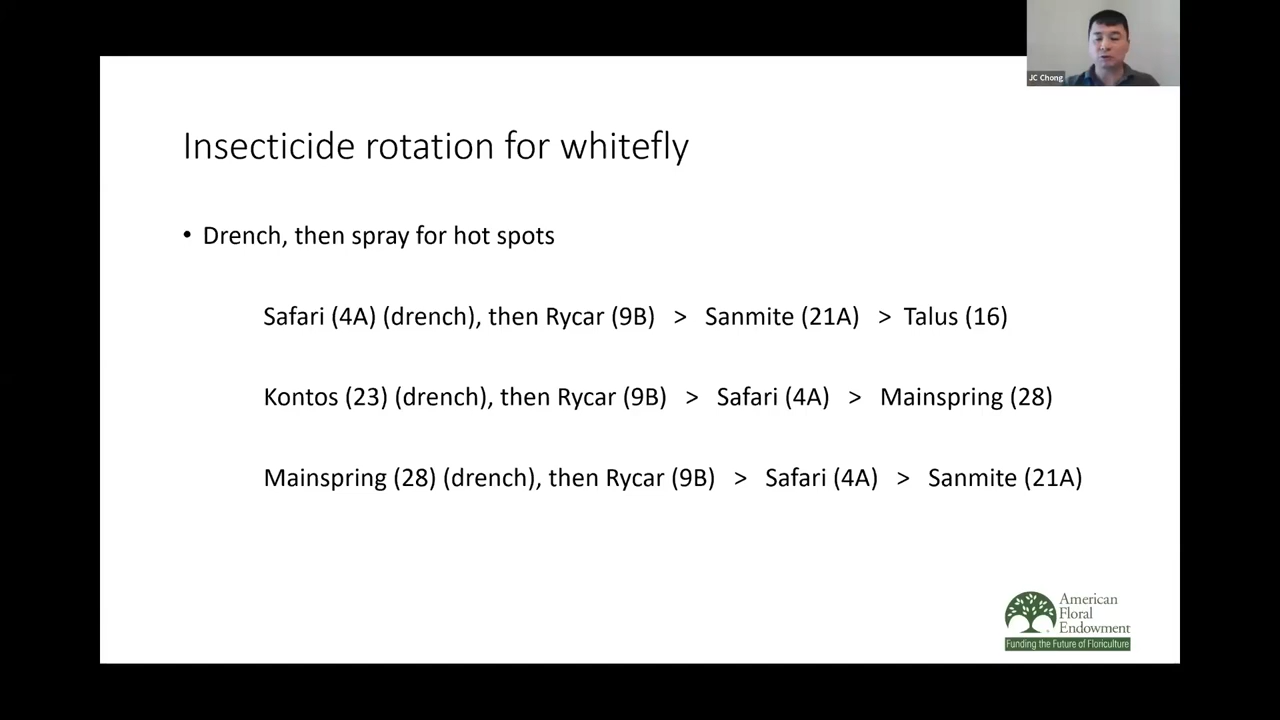 JC Chong
Insecticide rotation for whitefly
• Drench, then spray for hot spots
Safari (4A) (drench), then Rycar (9B) > Sanmite (21A) > Talus (16)
Kontos (23) (drench), then Rycar (9B) > Safari (4A) > Mainspring (28)
Mainspring (28) (drench), then Rycar (9B) > Safari (4A) > Sanmite (21A)
American
Floral
Endowment
Funding the Future of Floriculture